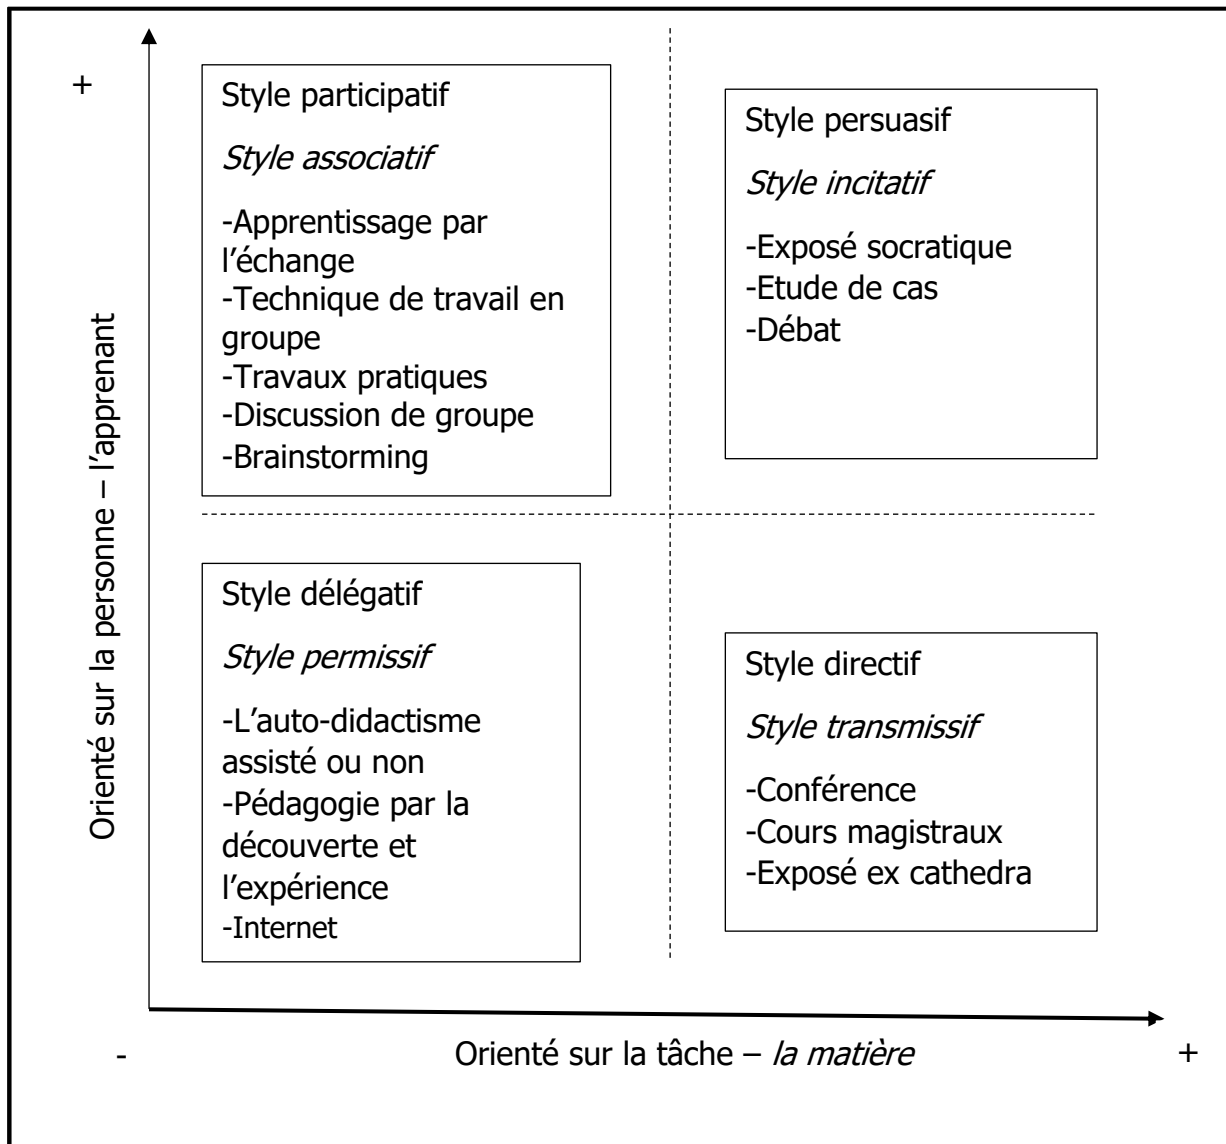 +
Style participatif
Style associatif
-Apprentissage par
l’échange
-Technique de travail en
groupe
-Travaux pratiques
-Discussion de groupe
-Brainstorming
Style persuasif
Style incitatif
-Exposé socratique
-Etude de cas
-Débat
Orienté sur la personne – l’apprenant
Style délégatif
Style permissif
-L’auto-didactisme
assisté ou non
-Pédagogie par la
découverte et
l’expérience
-Internet
Style directif
Style transmissif
-Conférence
-Cours magistraux
-Exposé ex cathedra
-
Orienté sur la tâche – la matière
+